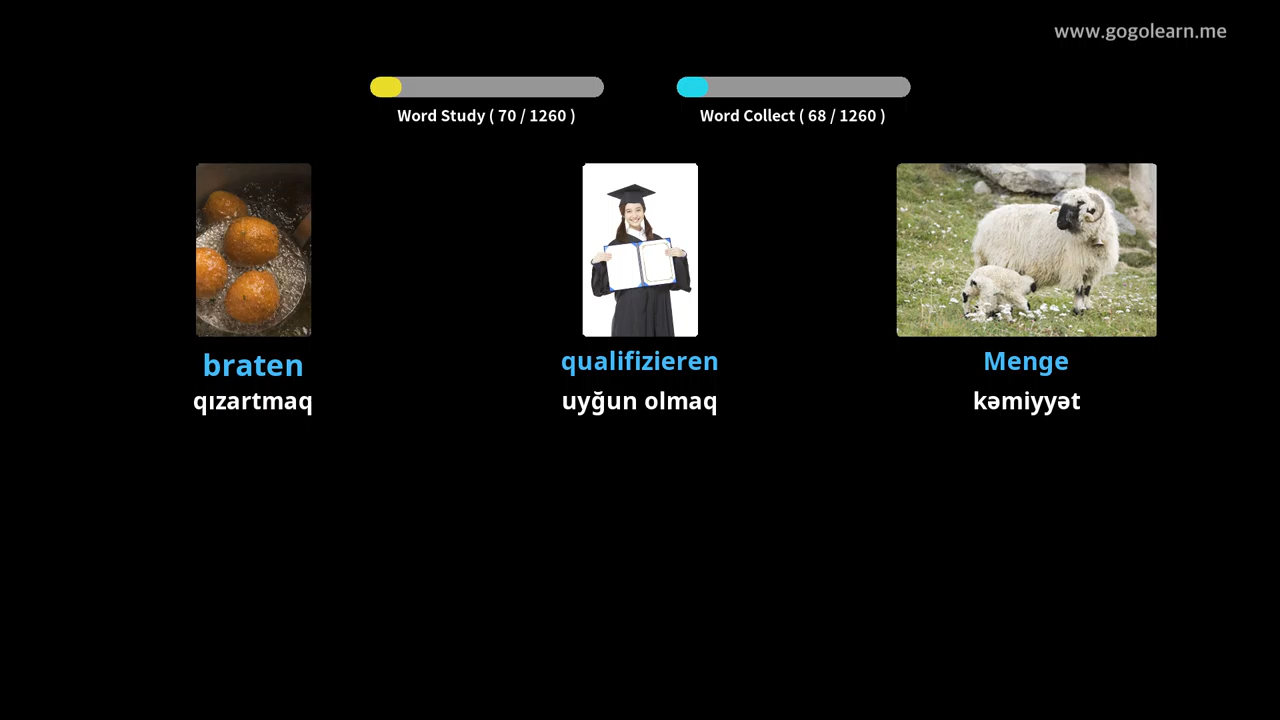 www.gogolearn.me
Word Study ( 70 / 1260 )
Word Collect ( 68 / 1260 )
braten
qızartmaq
qualifizieren
uyğun olmaq
Menge
kəmiyyət